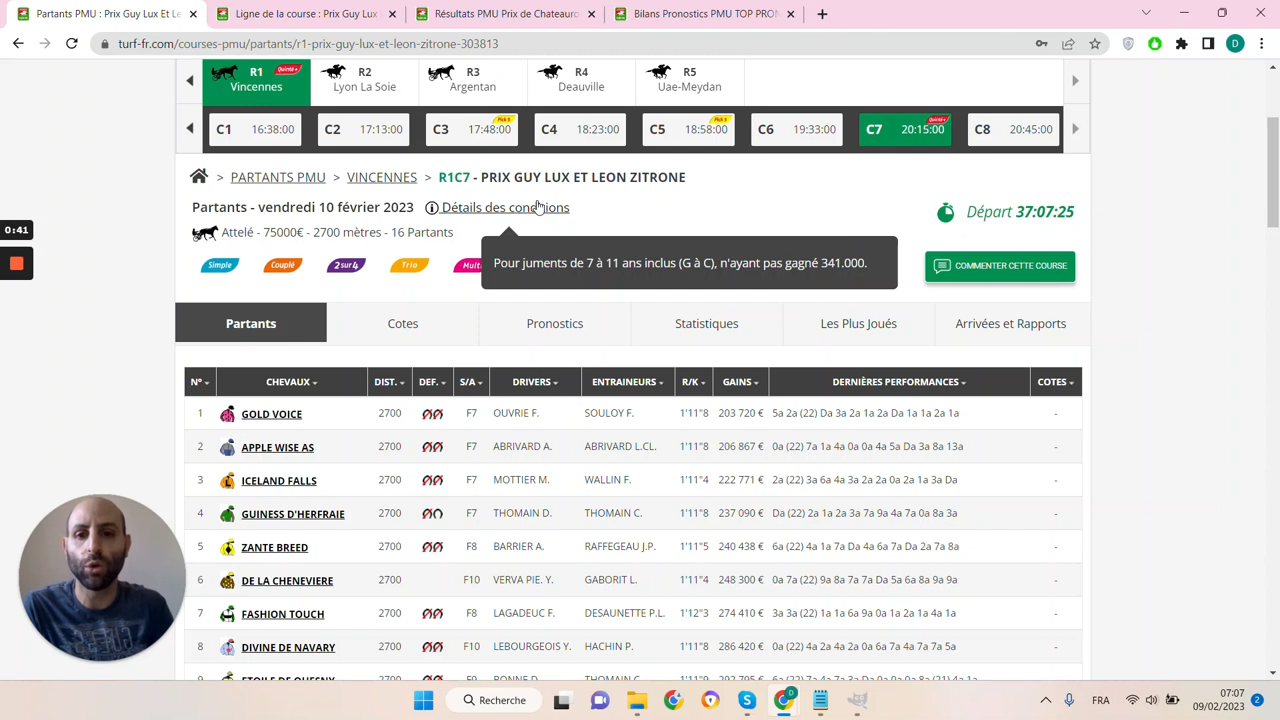 Partants PMU : Prix Guy Lux Et Le
Ligne de la course : Prix Guy Lux
Résultats PMU Prix de Chateauro
Bilans Pronostics PMU TOP PRON
turf-fr.com/courses-pmu/partants/r1-prix-guy-lux-et-leon-zitrone-303813
D
R1 Quinté+
Vincennes
R2
Lyon La Soie
R3
Argentan
R4
Deauville
R5
Uae-Meydan
C1 16:38:00
C2 17:13:00
C3 17:48:00 Pick 5
C4 18:23:00
C5 18:58:00 Pick 5
C6 19:33:00
C7 20:15:00 Quinté+
C8 20:45:00
> PARTANTS PMU > VINCENNES > R1C7 - PRIX GUY LUX ET LEON ZITRONE
Partants - vendredi 10 février 2023 Détails des conditions
Départ 37:07:25
0:41
Attelé - 75000€ - 2700 mètres - 16 Partants
Simple Couplé 2sur4 Trio Multi
Pour juments de 7 à 11 ans inclus (G à C), n'ayant pas gagné 341.000.
COMMENTER CETTE COURSE
Partants Cotes Pronostics Statistiques Les Plus Joués Arrivées et Rapports
N° CHEVAUX DIST. DEF. S/A DRIVERS ENTRAINEURS R/K GAINS DERNIÈRES PERFORMANCES COTES
1 GOLD VOICE 2700 F7 OUVRIE F. SOULOY F. 1'11"8 203 720 € 5a 2a (22) Da 3a 2a 1a 2a Da 1a 1a 2a 1a -
2 APPLE WISE AS 2700 F7 ABRIVARD A. ABRIVARD L.CL. 1'11"8 206 867 € 0a (22) 7a 1a 4a 0a 0a 4a 5a Da 3a 8a 13a -
3 ICELAND FALLS 2700 F7 MOTTIER M. WALLIN F. 1'11"8 222 771 € 2a (22) 3a 6a 4a 3a 2a 2a 0a 2a 1a 3a Da -
4 GUINESS D'HERFRAIE 2700 F7 THOMAIN D. THOMAIN C. 1'11"8 237 090 € Da (22) 2a 1a 2a 3a 7a 9a 4a 7a 0a 8a 3a -
5 ZANTE BREED 2700 F8 BARRIER A. RAFFEGEAU J.P. 1'11"5 240 438 € 6a (22) 4a 1a 7a Da 4a 6a 7a Da 2a 7a 8a -
6 DE LA CHENEVIERE 2700 F10 VERVA PIE. Y. GABORIT L. 1'11"4 248 300 € 0a 7a (22) 9a 8a 7a 7a Da 5a 6a 8a 9a 9a -
7 FASHION TOUCH 2700 F8 LAGADEUC F. DESAUNETTE P.L. 1'12"3 274 410 € 3a 3a (22) 1a 1a 6a 9a 0a 1a 2a 1a 4a 1a -
8 DIVINE DE NAVARY 2700 F10 LEBOURGEOIS Y. HACHIN P. 1'11"4 286 420 € 0a (22) 4a 2a 4a 0a 6a 7a 4a 7a 7a 5a -
Recherche
FRA
07:07
09/02/2023
2